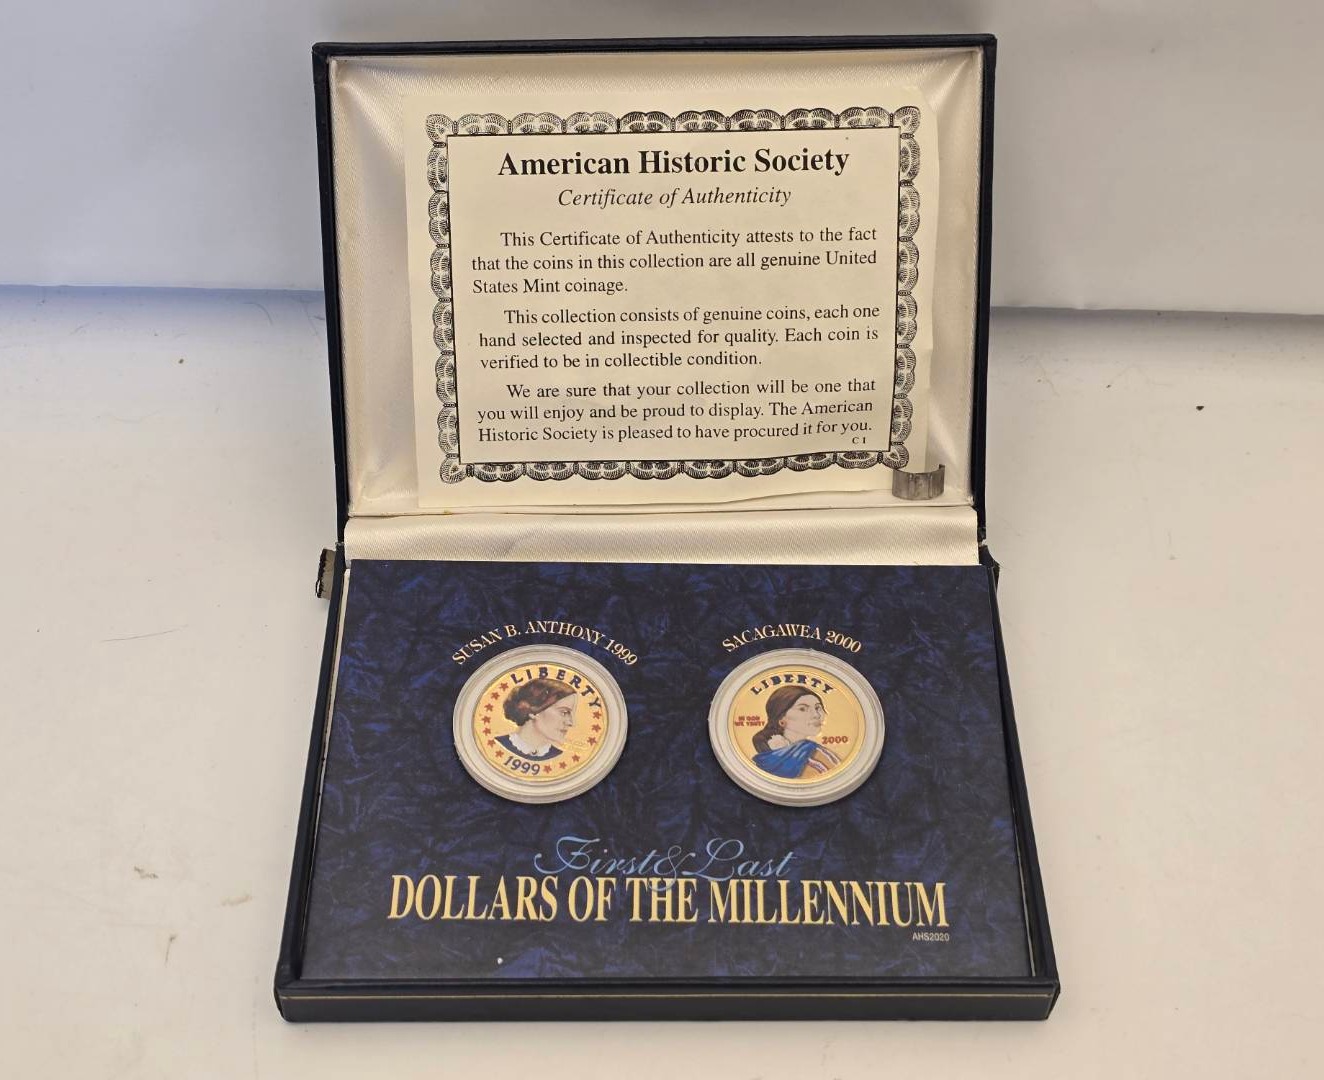 American Historic Society
Certificate of Authenticity
This Certificate of Authenticity attests to the fact
that the coins in this collection are all genuine United
States Mint coinage.
This collection consists of genuine coins, each one
hand selected and inspected for quality. Each coin is
verified to be in collectible condition.
We are sure that your collection will be one that
you will enjoy and be proud to display. The American
Historic Society is pleased to have procured it for you.
C1
SUSAN B. ANTHONY 1999
SACAGAWEA 2000
LIBERTY
1999
LIBERTY
IN GOD
WE TRUST
2000
First & Last
DOLLARS OF THE MILLENNIUM
AHS2020